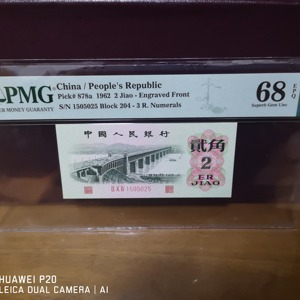 PMG
ER MONEY GUARANTY
China / People's Republic
Pick# 878a 1962 2 Jiao - Engraved Front
S/N 1505025 Block 204 - 3 R. Numerals
68 EPQ
Superb Gem Unc
中国人民银行
贰角
2
ER
JIAO
1505025
HUAWEI P20
LEICA DUAL CAMERA | AI